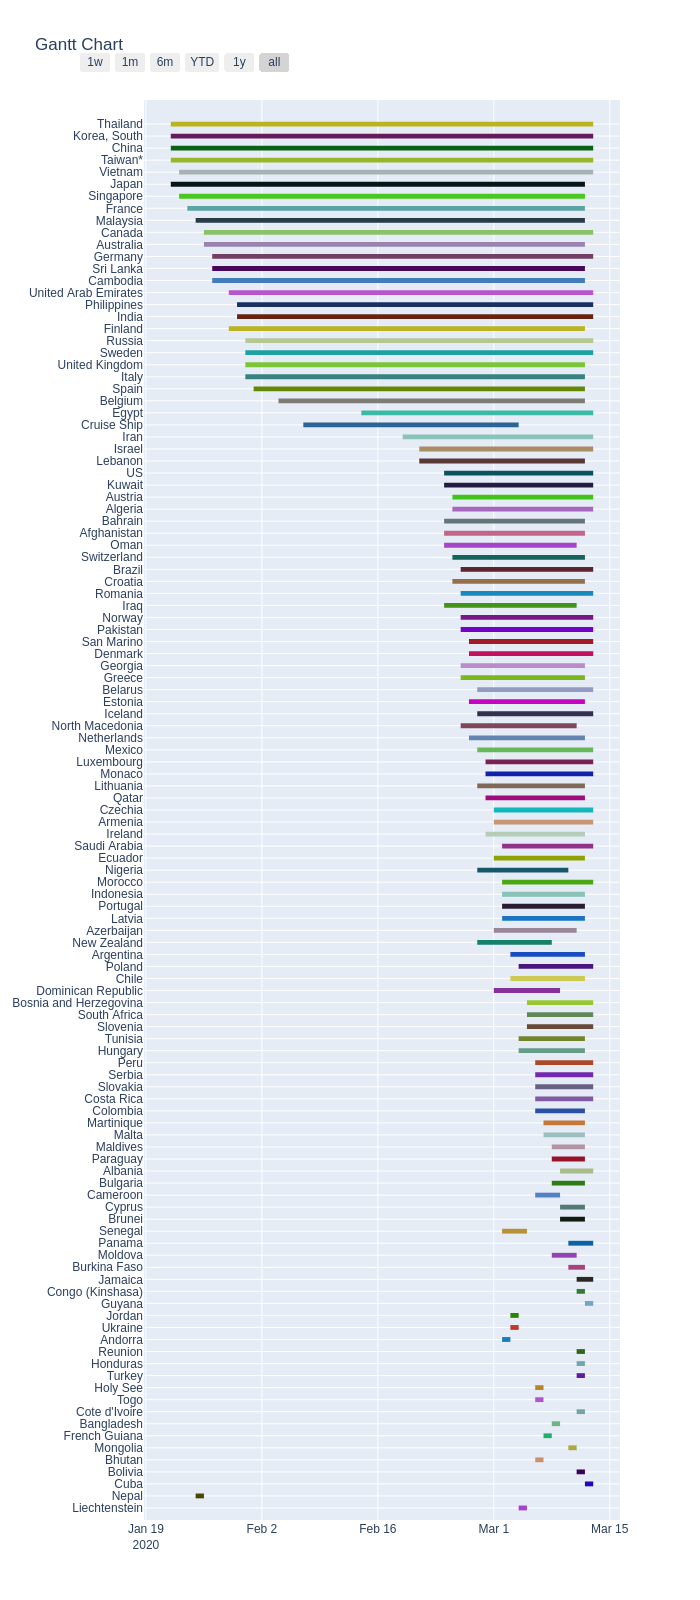 Gantt Chart
1w 1m 6m YTD 1y all
Thailand
Korea, South
China
Taiwan*
Vietnam
Japan
Singapore
France
Malaysia
Canada
Australia
Germany
Sri Lanka
Cambodia
United Arab Emirates
Philippines
India
Finland
Russia
Sweden
United Kingdom
Italy
Spain
Belgium
Egypt
Cruise Ship
Iran
Israel
Lebanon
US
Kuwait
Austria
Algeria
Bahrain
Afghanistan
Oman
Switzerland
Brazil
Croatia
Romania
Iraq
Norway
Pakistan
San Marino
Denmark
Georgia
Greece
Belarus
Estonia
Iceland
North Macedonia
Netherlands
Mexico
Luxembourg
Monaco
Lithuania
Qatar
Czechia
Armenia
Ireland
Saudi Arabia
Ecuador
Nigeria
Morocco
Indonesia
Portugal
Latvia
Azerbaijan
New Zealand
Argentina
Poland
Chile
Dominican Republic
Bosnia and Herzegovina
South Africa
Slovenia
Tunisia
Hungary
Peru
Serbia
Slovakia
Costa Rica
Colombia
Martinique
Malta
Maldives
Paraguay
Albania
Bulgaria
Cameroon
Cyprus
Brunei
Senegal
Panama
Moldova
Burkina Faso
Jamaica
Congo (Kinshasa)
Guyana
Jordan
Ukraine
Andorra
Reunion
Honduras
Turkey
Holy See
Togo
Cote d'Ivoire
Bangladesh
French Guiana
Mongolia
Bhutan
Bolivia
Cuba
Nepal
Liechtenstein
Jan 19 Feb 2 Feb 16 Mar 1 Mar 15
2020